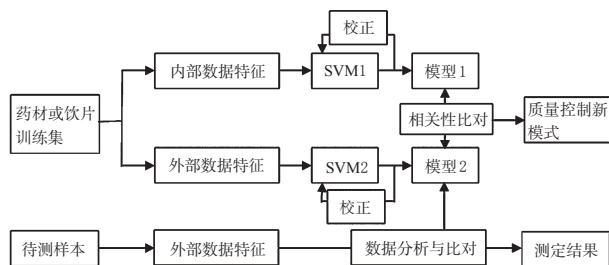 校正
内部数据特征
SVM1
模型1
药材或饮片
训练集
相关性比对
质量控制新
模式
外部数据特征
SVM2
模型2
校正
待测样本
外部数据特征
数据分析与比对
测定结果